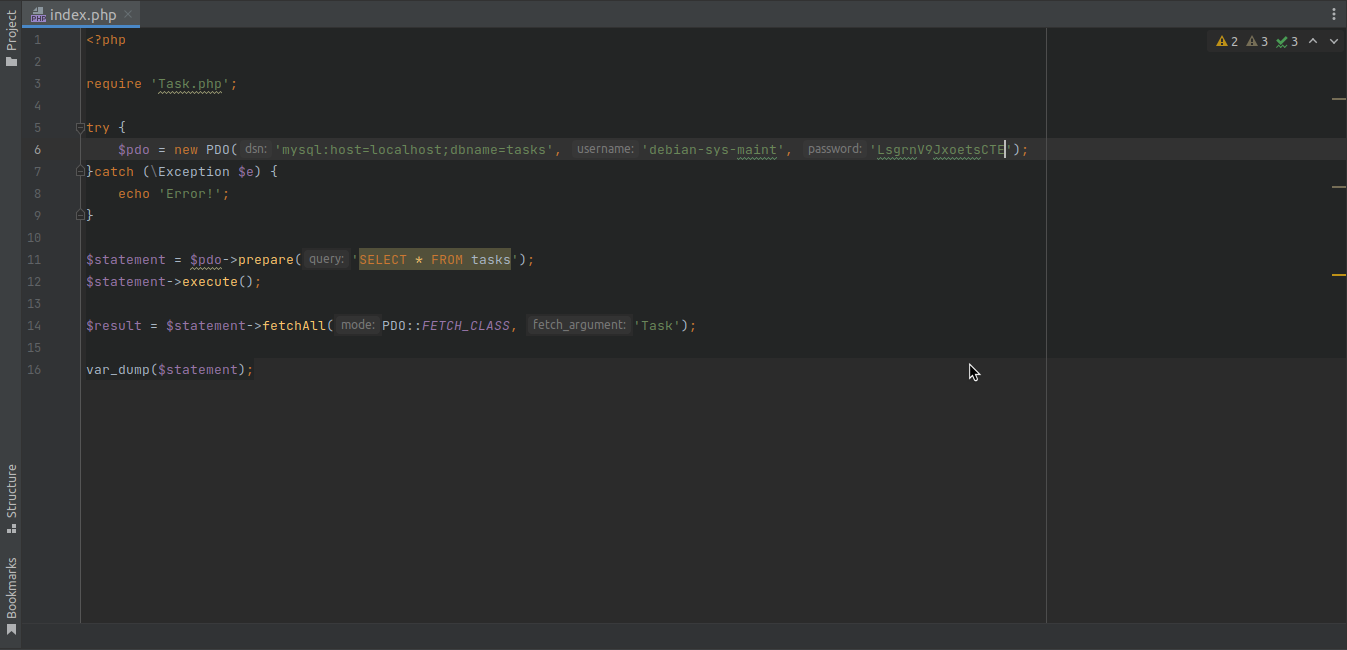 index.php
Project
2 3 3
1 <?php
2
3 require 'Task.php';
4
5 try {
6 $pdo = new PDO( dsn: 'mysql:host=localhost;dbname=tasks', username: 'debian-sys-maint', password: 'LsgrnV9JxoetsCTE');
7 }catch (\Exception $e) {
8 echo 'Error!';
9 }
10
11 $statement = $pdo->prepare( query: 'SELECT * FROM tasks');
12 $statement->execute();
13
14 $result = $statement->fetchAll( mode: PDO::FETCH_CLASS, fetch_argument: 'Task');
15
16 var_dump($statement);
Structure
Bookmarks